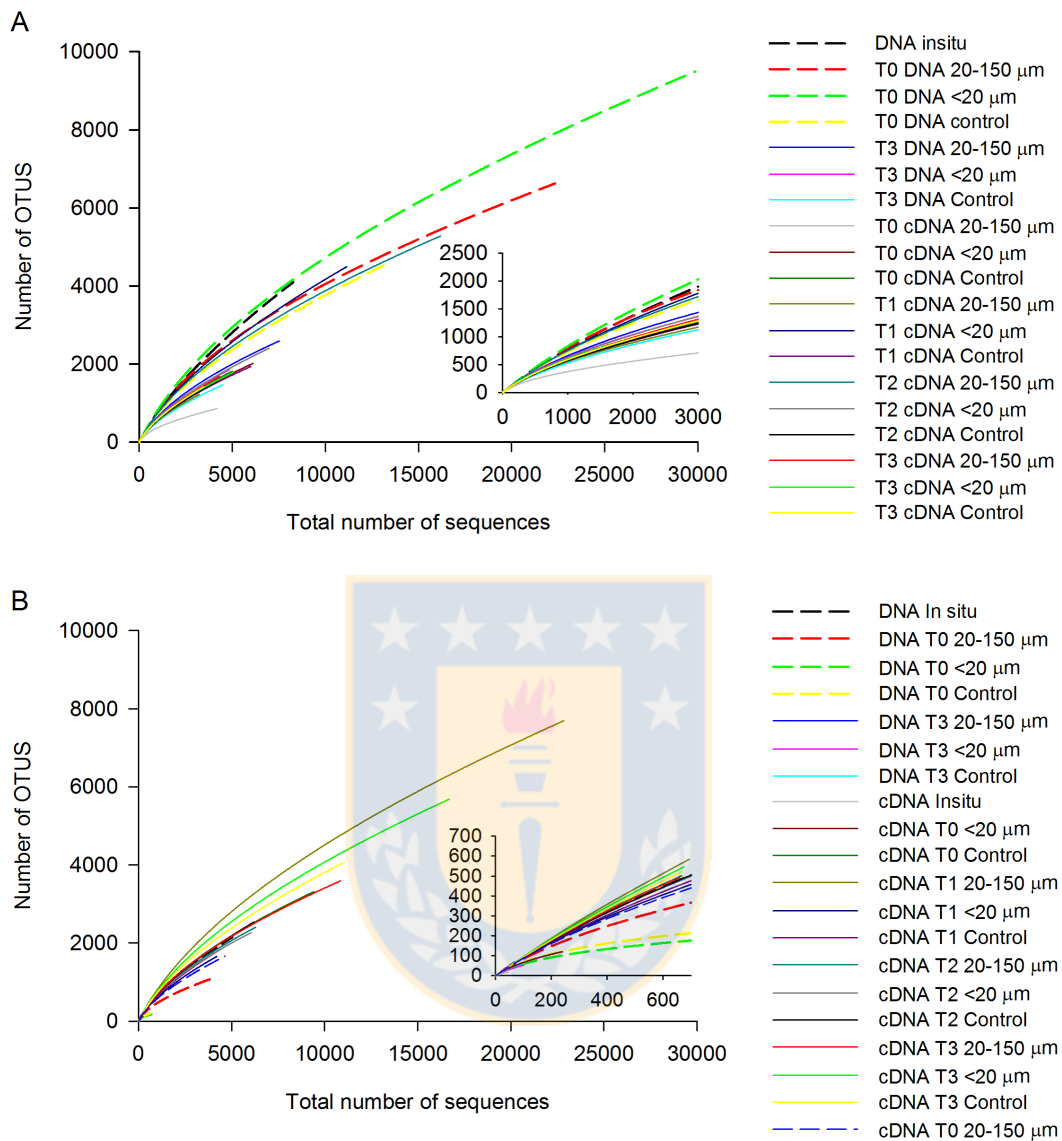 A
10000
8000
6000
4000
2000
0
Number of OTUS
0 5000 10000 15000 20000 25000 30000
Total number of sequences
2500
2000
1500
1000
500
0
0 1000 2000 3000
DNA insitu
T0 DNA 20-150 μm
T0 DNA <20 μm
T0 DNA control
T3 DNA 20-150 μm
T3 DNA <20 μm
T3 DNA Control
T0 cDNA 20-150 μm
T0 cDNA <20 μm
T0 cDNA Control
T1 cDNA 20-150 μm
T1 cDNA <20 μm
T1 cDNA Control
T2 cDNA 20-150 μm
T2 cDNA <20 μm
T2 cDNA Control
T3 cDNA 20-150 μm
T3 cDNA <20 μm
T3 cDNA Control
B
10000
8000
6000
4000
2000
0
Number of OTUS
0 5000 10000 15000 20000 25000 30000
Total number of sequences
700
600
500
400
300
200
100
0
0 200 400 600
DNA In situ
DNA T0 20-150 μm
DNA T0 <20 μm
DNA T0 Control
DNA T3 20-150 μm
DNA T3 <20 μm
DNA T3 Control
cDNA Insitu
cDNA T0 <20 μm
cDNA T0 Control
cDNA T1 20-150 μm
cDNA T1 <20 μm
cDNA T1 Control
cDNA T2 20-150 μm
cDNA T2 <20 μm
cDNA T2 Control
cDNA T3 20-150 μm
cDNA T3 <20 μm
cDNA T3 Control
cDNA T0 20-150 μm